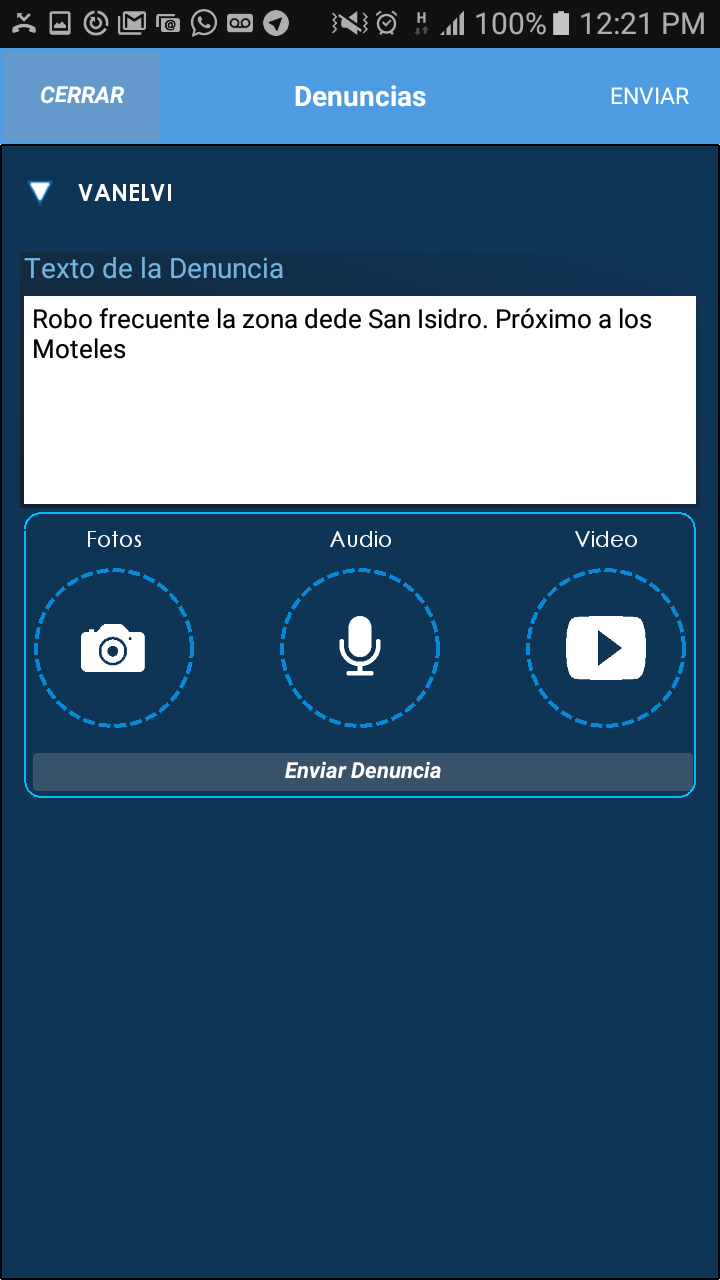 H 100% 12:21 PM
CERRAR Denuncias ENVIAR
VANELVI
Texto de la Denuncia
Robo frecuente la zona dede San Isidro. Próximo a los
Moteles
Fotos Audio Video
Enviar Denuncia